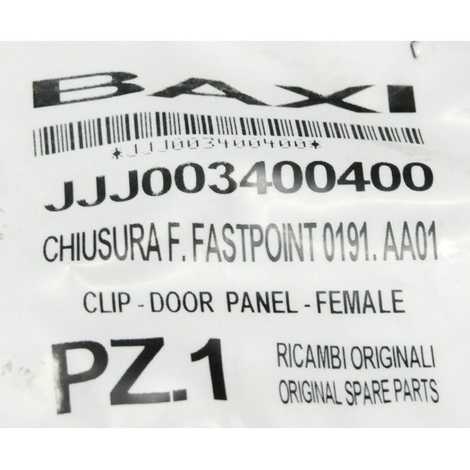 BAXI
*JJJ003400400*
JJJ003400400
CHIUSURA F. FASTPOINT 0191. AA01
CLIP - DOOR PANEL - FEMALE
PZ.1
RICAMBI ORIGINALI
ORIGINAL SPARE PARTS